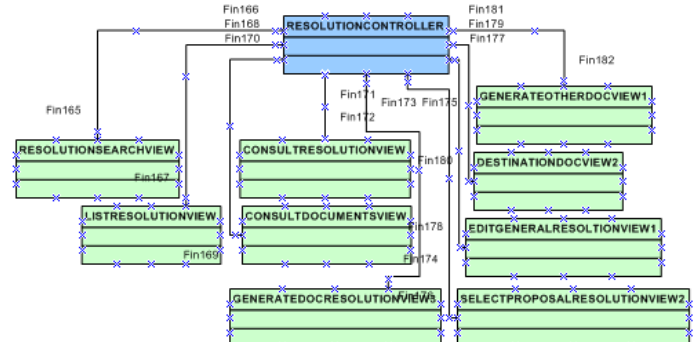 Fin166
Fin181
Fin168
RESOLUTIONCONTROLLER
Fin179
Fin170
Fin177
Fin182
Fin171
Fin173
Fin175
GENERATEOTHERDOCVIEW1
Fin165
Fin172
RESOLUTIONSEARCHVIEW
CONSULTRESOLUTIONVIEW
Fin180
DESTINATIONDOCVIEW2
Fin167
LISTRESOLUTIONVIEW
CONSULTDOCUMENTSVIEW
Fin178
EDITGENERALRESOLTIONVIEW1
Fin169
Fin174
GENERATEDOCRESOLUTIONVIEW3
Fin176
SELECTPROPOSALRESOLUTIONVIEW2